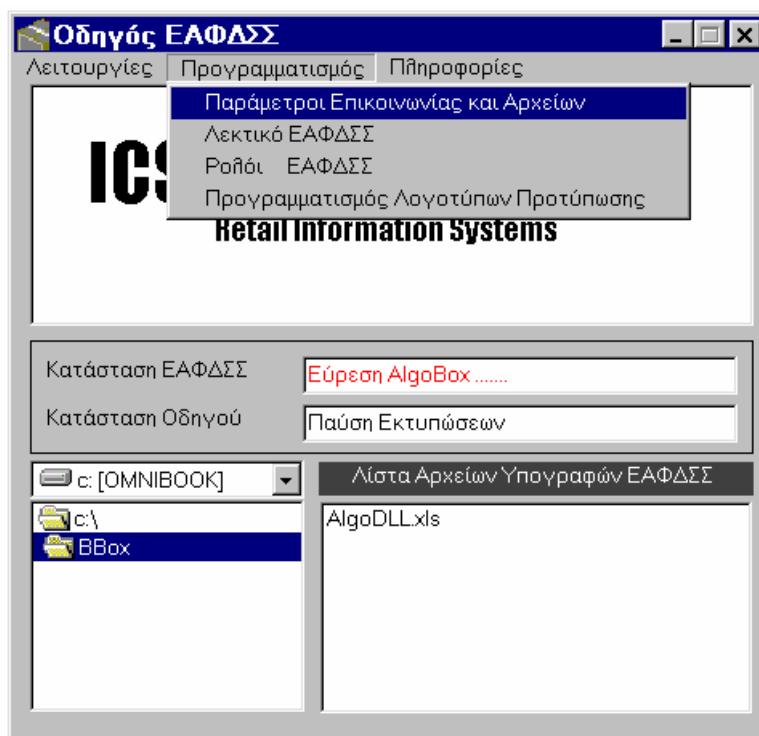 Οδηγός ΕΑΦΔΣΣ
Λειτουργίες Προγραμματισμός Πληροφορίες
Παράμετροι Επικοινωνίας και Αρχείων
Λεκτικό ΕΑΦΔΣΣ
Ρολόι ΕΑΦΔΣΣ
Προγραμματισμός Λογοτύπων Προτύπωσης
ICS
Retail Information Systems
Κατάσταση ΕΑΦΔΣΣ
Εύρεση AlgoBox .......
Κατάσταση Οδηγού
Παύση Εκτυπώσεων
c: [OMNIBOOK]
Λίστα Αρχείων Υπογραφών ΕΑΦΔΣΣ
c:\
BBox
AlgoDLL.xls